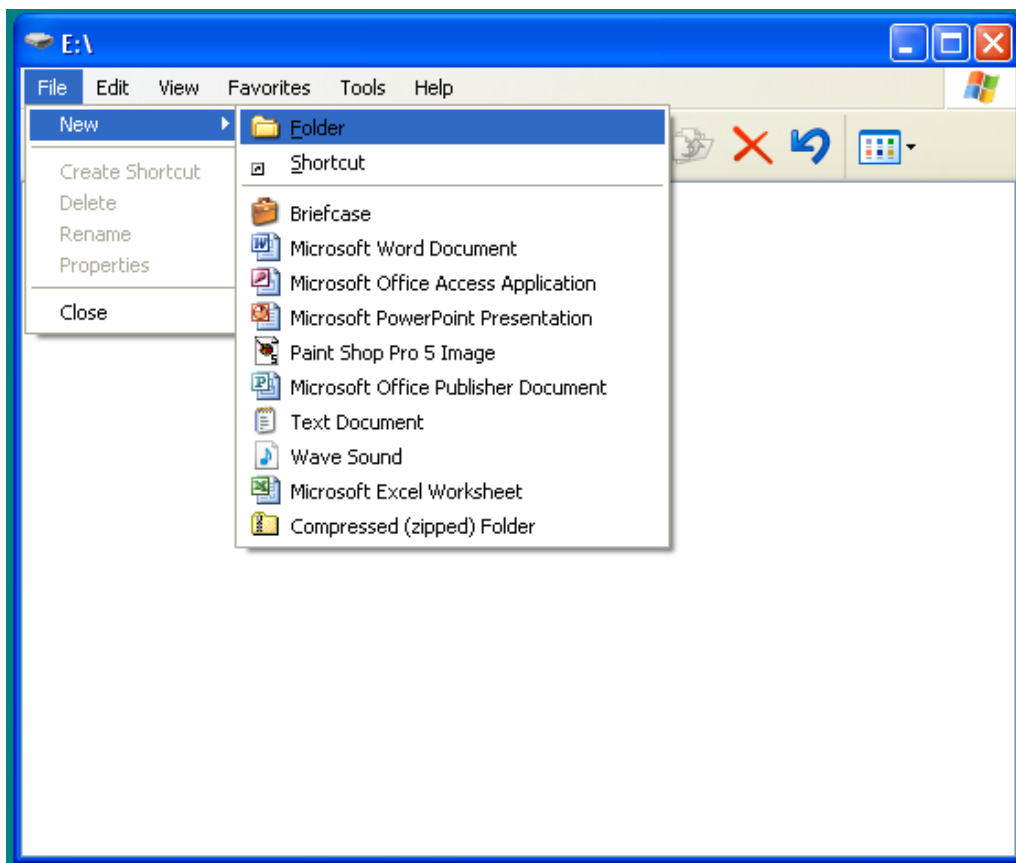 E:\
File Edit View Favorites Tools Help
New
Create Shortcut
Delete
Rename
Properties
Close
Folder
Shortcut
Briefcase
Microsoft Word Document
Microsoft Office Access Application
Microsoft PowerPoint Presentation
Paint Shop Pro 5 Image
Microsoft Office Publisher Document
Text Document
Wave Sound
Microsoft Excel Worksheet
Compressed (zipped) Folder